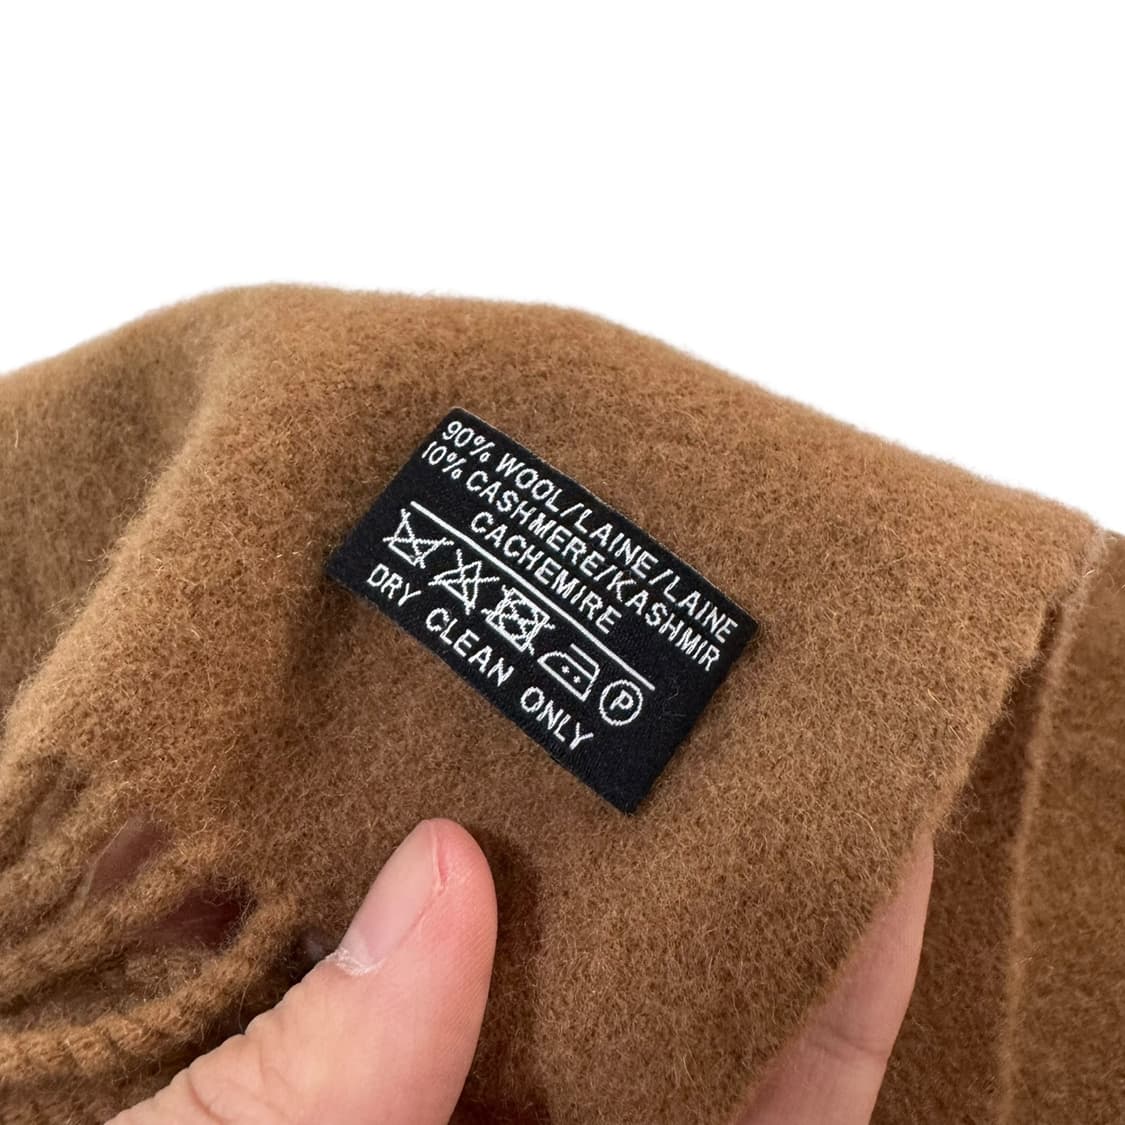 90% WOOL/LAINE/LAINE
10% CASHMERE/KASHMIR
CACHEMIRE
P
DRY CLEAN ONLY